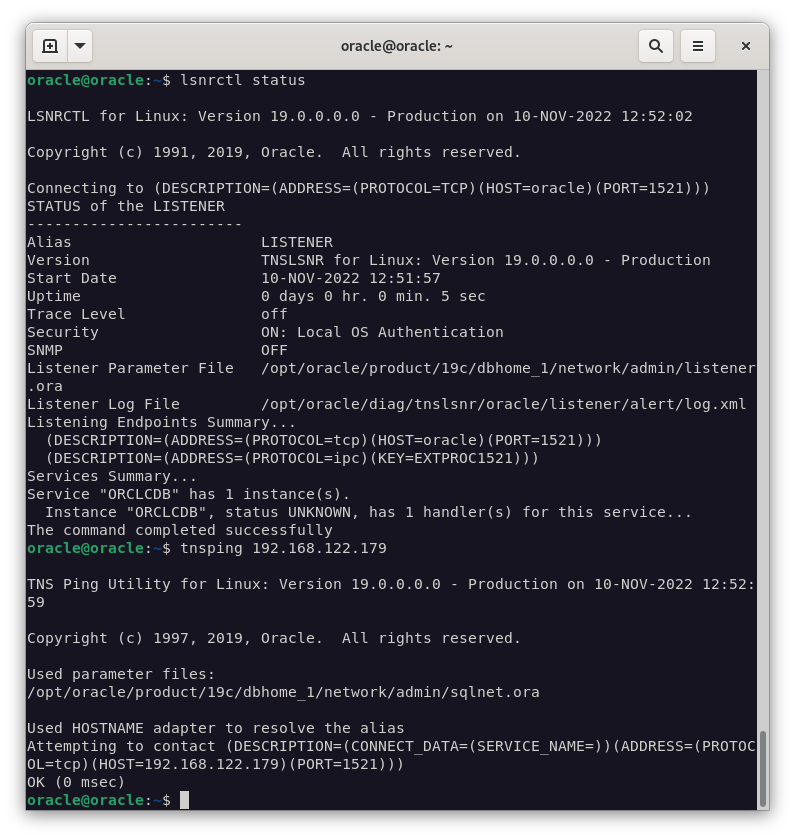 oracle@oracle: ~
oracle@oracle:~$ lsnrctl status

LSNRCTL for Linux: Version 19.0.0.0.0 - Production on 10-NOV-2022 12:52:02

Copyright (c) 1991, 2019, Oracle.  All rights reserved.

Connecting to (DESCRIPTION=(ADDRESS=(PROTOCOL=TCP)(HOST=oracle)(PORT=1521)))
STATUS of the LISTENER
------------------------
Alias                     LISTENER
Version                   TNSLSNR for Linux: Version 19.0.0.0.0 - Production
Start Date                10-NOV-2022 12:51:57
Uptime                    0 days 0 hr. 0 min. 5 sec
Trace Level               off
Security                  ON: Local OS Authentication
SNMP                      OFF
Listener Parameter File   /opt/oracle/product/19c/dbhome_1/network/admin/listener
.ora
Listener Log File         /opt/oracle/diag/tnslsnr/oracle/listener/alert/log.xml
Listening Endpoints Summary...
  (DESCRIPTION=(ADDRESS=(PROTOCOL=tcp)(HOST=oracle)(PORT=1521)))
  (DESCRIPTION=(ADDRESS=(PROTOCOL=ipc)(KEY=EXTPROC1521)))
Services Summary...
Service "ORCLCDB" has 1 instance(s).
  Instance "ORCLCDB", status UNKNOWN, has 1 handler(s) for this service...
The command completed successfully
oracle@oracle:~$ tnsping 192.168.122.179

TNS Ping Utility for Linux: Version 19.0.0.0.0 - Production on 10-NOV-2022 12:52:
59

Copyright (c) 1997, 2019, Oracle.  All rights reserved.

Used parameter files:
/opt/oracle/product/19c/dbhome_1/network/admin/sqlnet.ora

Used HOSTNAME adapter to resolve the alias
Attempting to contact (DESCRIPTION=(CONNECT_DATA=(SERVICE_NAME=))(ADDRESS=(PROTOC
OL=tcp)(HOST=192.168.122.179)(PORT=1521)))
OK (0 msec)
oracle@oracle:~$